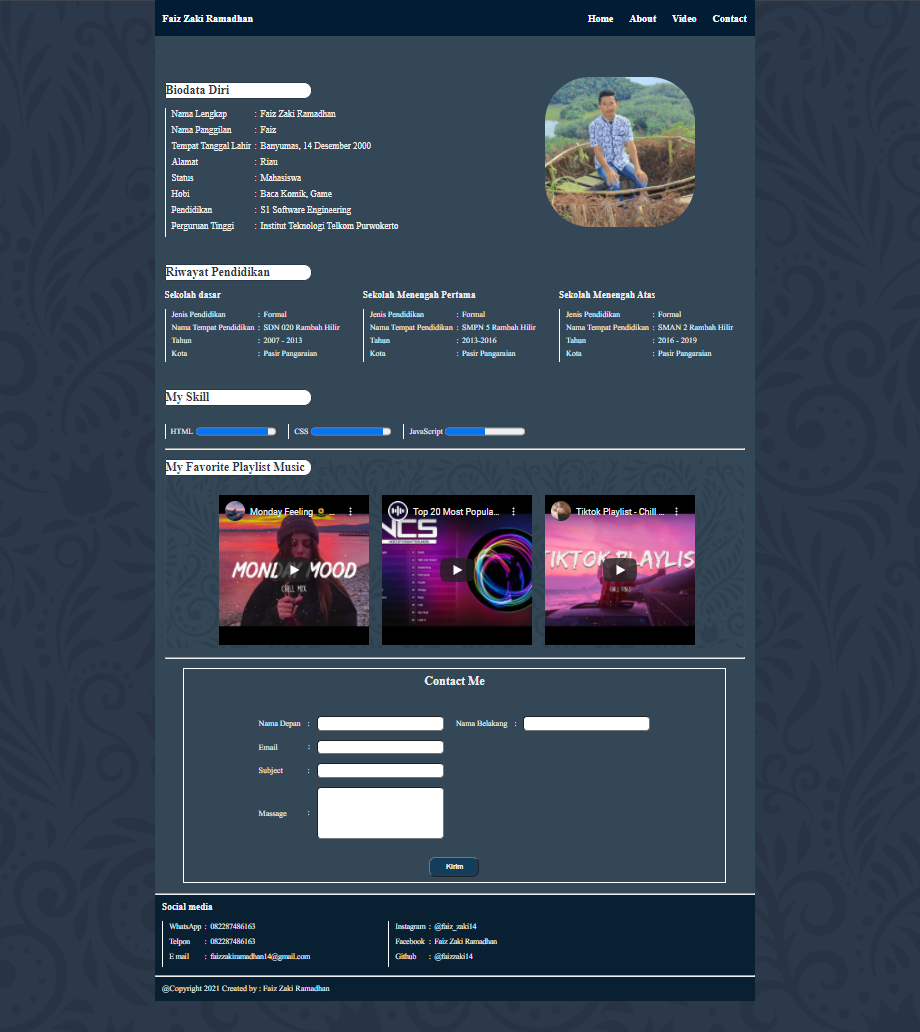 Faiz Zaki Ramadhan
Home About Video Contact
Biodata Diri
Nama Lengkap : Faiz Zaki Ramadhan
Nama Panggilan : Faiz
Tempat Tanggal Lahir : Banyumas, 14 Desember 2000
Alamat : Riau
Status : Mahasiswa
Hobi : Baca Komik, Game
Pendidikan : S1 Software Engineering
Perguruan Tinggi : Institut Teknologi Telkom Purwokerto
Riwayat Pendidikan
Sekolah dasar
Jenis Pendidikan : Formal
Nama Tempat Pendidikan : SDN 020 Rambah Hilir
Tahun : 2007 - 2013
Kota : Pasir Pangaraian
Sekolah Menengah Pertama
Jenis Pendidikan : Formal
Nama Tempat Pendidikan : SMPN 5 Rambah Hilir
Tahun : 2013-2016
Kota : Pasir Pangaraian
Sekolah Menengah Atas
Jenis Pendidikan : Formal
Nama Tempat Pendidikan : SMAN 2 Rambah Hilir
Tahun : 2016 - 2019
Kota : Pasir Pangaraian
My Skill
HTML CSS JavaScript
My Favorite Playlist Music
Monday Feeling ...
MONDAY MOOD
CHILL MIX
Top 20 Most Popula...
NCS
Tiktok Playlist - Chill ...
TIKTOK PLAYLIS
CHILL VIBES
Contact Me
Nama Depan : Nama Belakang :
Email :
Subject :
Massage :
Kirim
Social media
WhatsApp : 082287486163
Telpon : 082287486163
E mail : faizzakiramadhan14@gmail.com
Instagram : @faiz_zaki14
Facebook : Faiz Zaki Ramadhan
Github : @faizzaki14
@Copyright 2021 Created by : Faiz Zaki Ramadhan